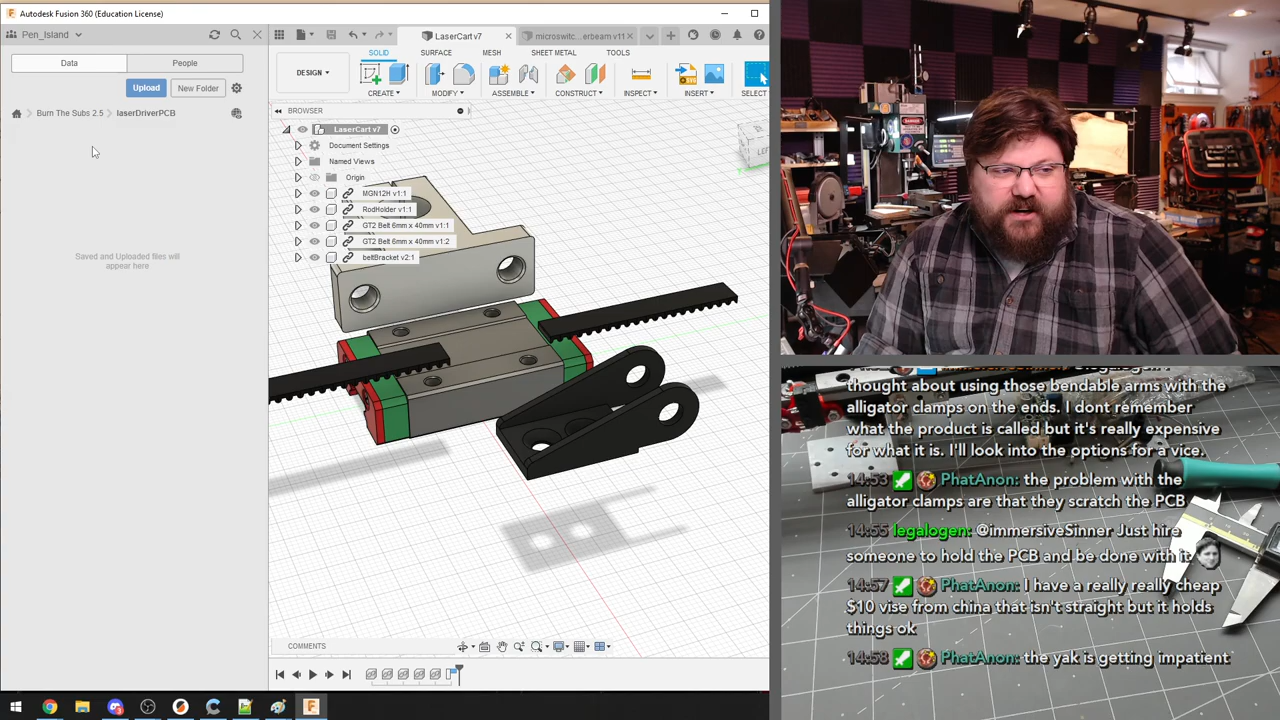 Autodesk Fusion 360 (Education License)
Pen_Island
LaserCart v7
microswitc...erbeam v11
Data
People
SOLID
SURFACE
MESH
SHEET METAL
TOOLS
Upload
New Folder
DESIGN
CREATE
MODIFY
ASSEMBLE
CONSTRUCT
INSPECT
INSERT
SELECT
Burn The Subs 2.5
laserDriverPCB
BROWSER
LaserCart v7
Document Settings
Named Views
Origin
MGN12H v1:1
RodHolder v1:1
GT2 Belt 6mm x 40mm v1:1
GT2 Belt 6mm x 40mm v1:2
beltBracket v2:1
LEFT
Saved and Uploaded files will
appear here
COMMENTS
thought about using those bendable arms with the
alligator clamps on the ends. I dont remember
what the product is called but it's really expensive
for what it is. I'll look into the options for a vice.
14:53 PhatAnon: the problem with the
alligator clamps are that they scratch the PCB
14:55 legalogen: @immersiveSinner Just hire
someone to hold the PCB and be done with it
14:57 PhatAnon: I have a really really cheap
$10 vise from china that isn't straight but it holds
things ok
14:58 PhatAnon: the yak is getting impatient